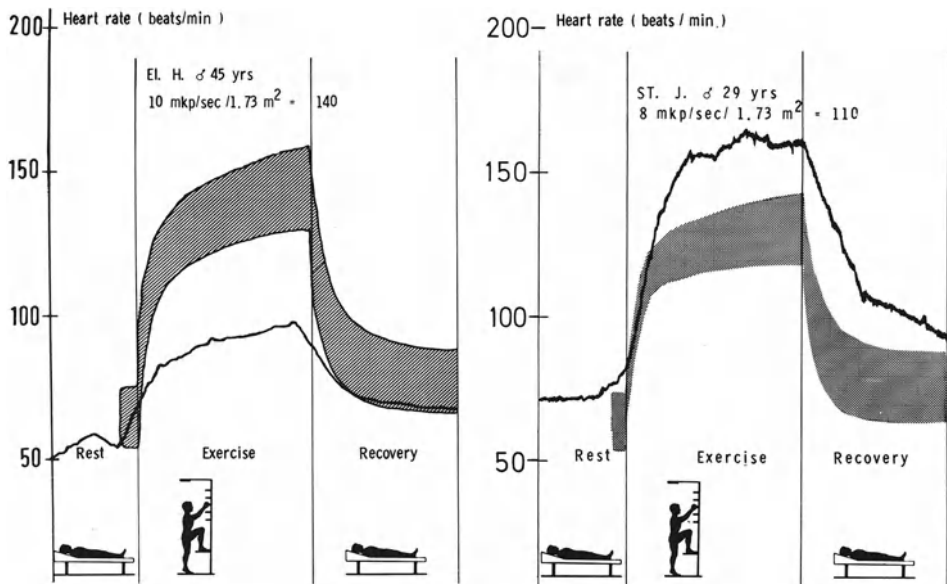 Heart rate ( beats/min )
200
150
100
50
El. H. ♂ 45 yrs
10 mkp/sec /1.73 m² = 140
Rest
Exercise
Recovery
Heart rate ( beats / min. )
200
150
100
50
ST. J. ♂ 29 yrs
8 mkp/sec/ 1.73 m² = 110
Rest
Exercise
Recovery